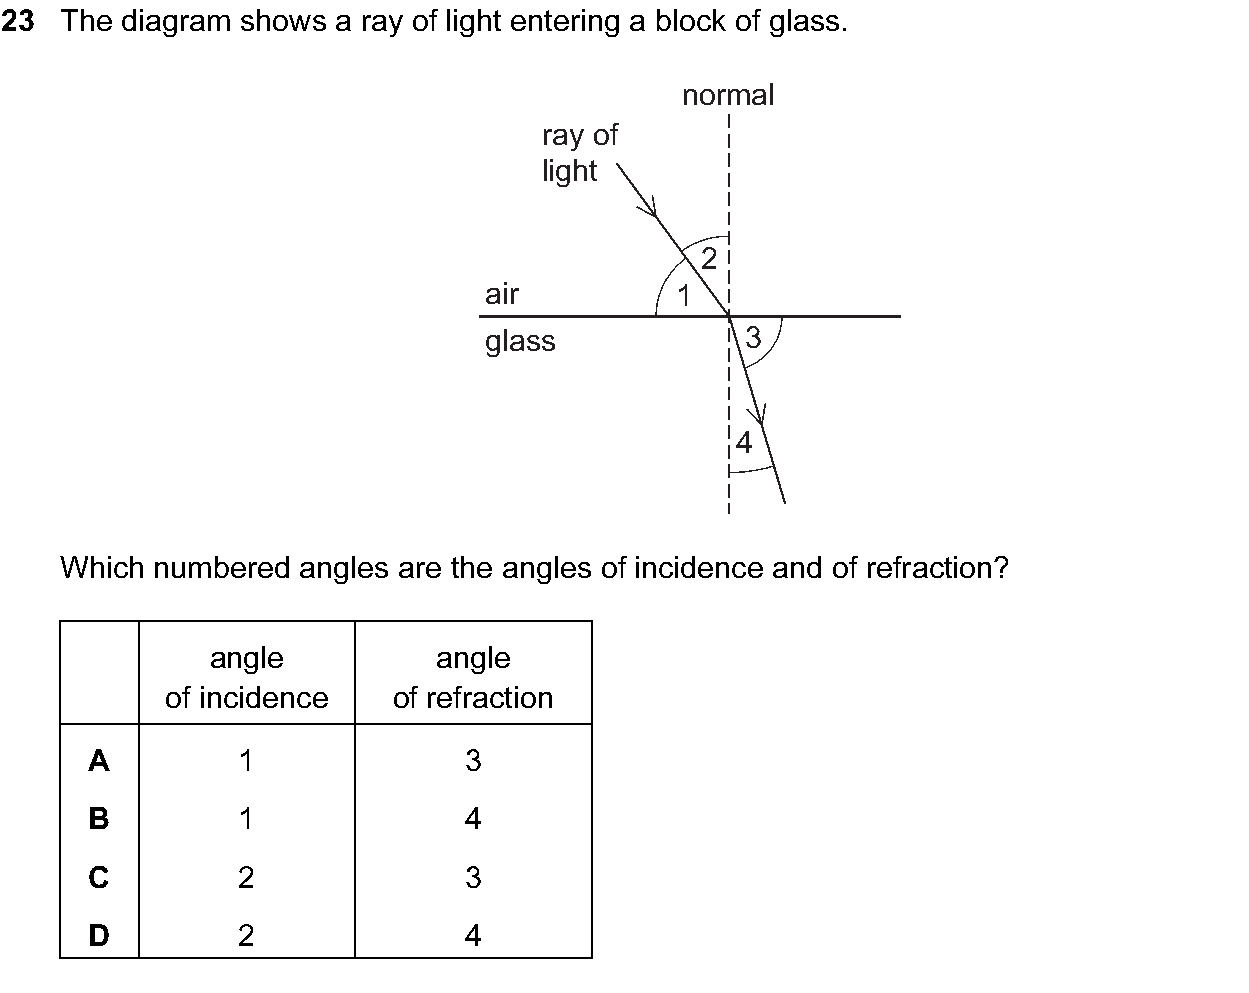 23 The diagram shows a ray of light entering a block of glass.
normal
ray of
light
2
1
air
glass
3
4
Which numbered angles are the angles of incidence and of refraction?
angle of incidence angle of refraction
A 1 3
B 1 4
C 2 3
D 2 4